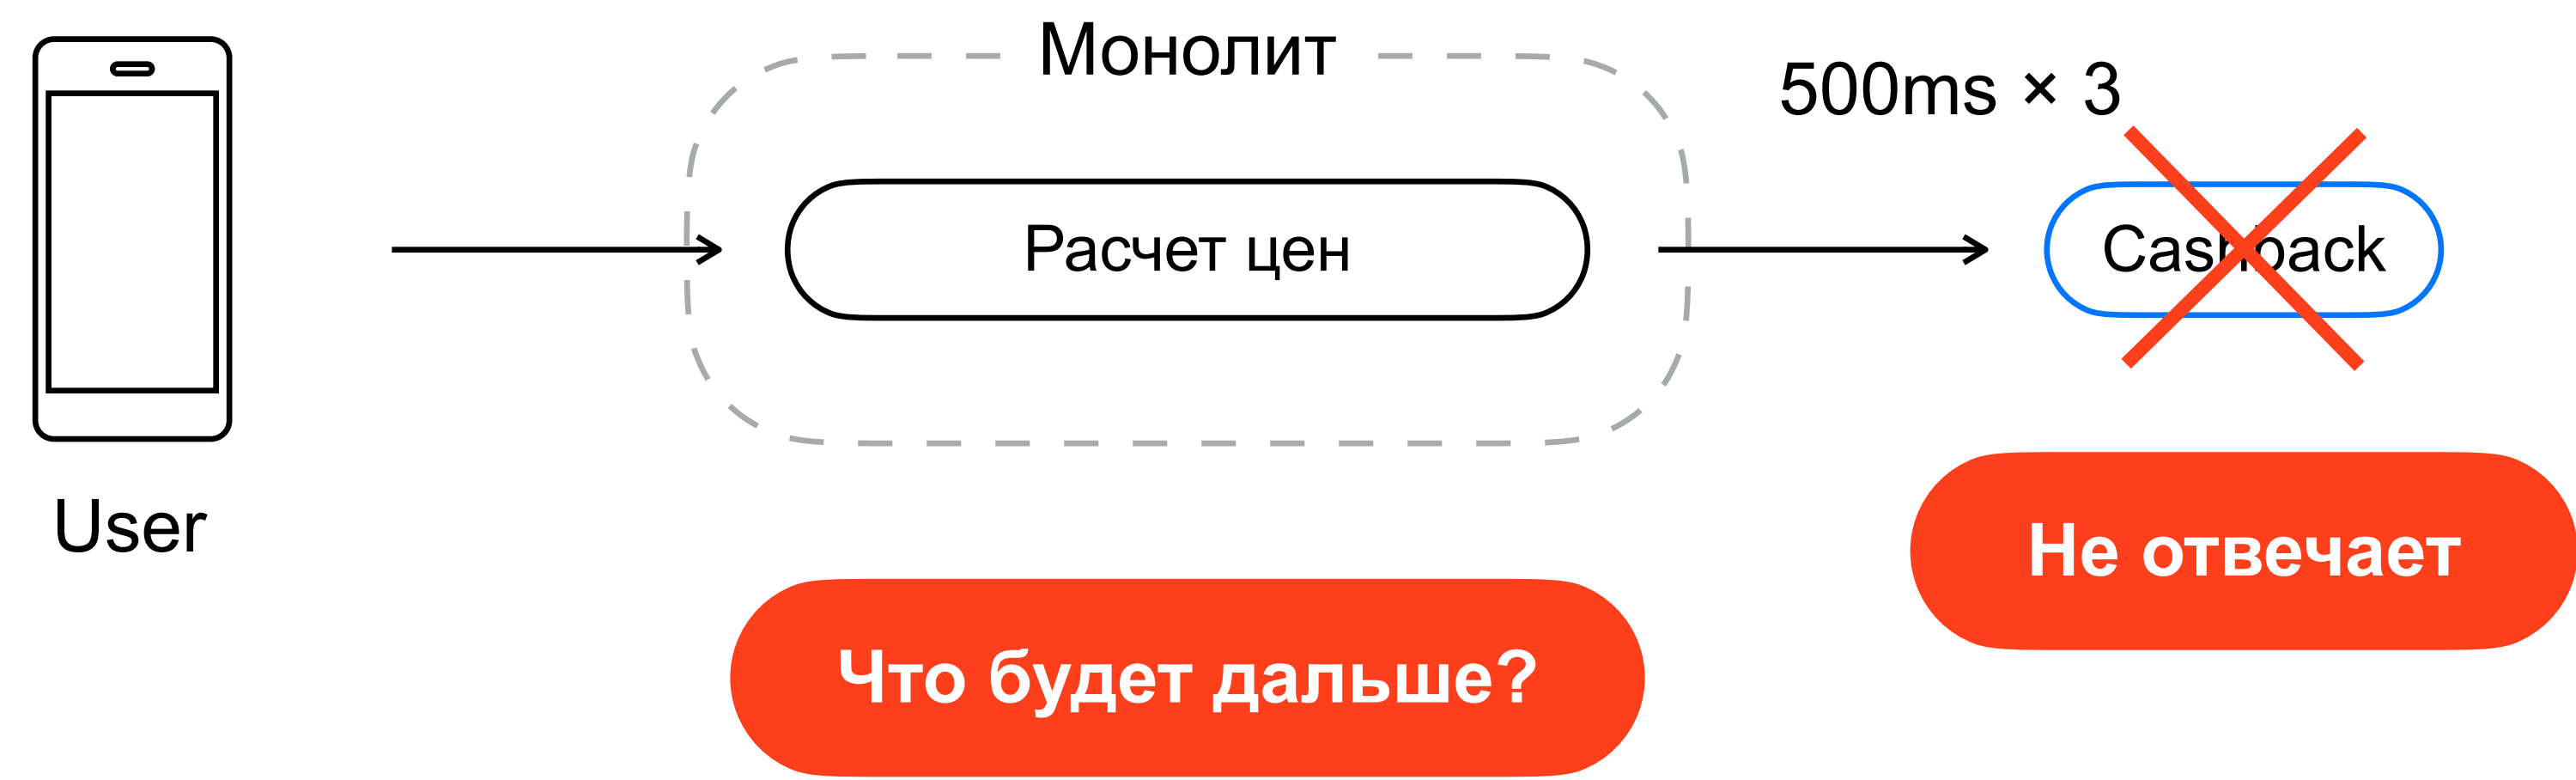 Монолит
500ms × 3
Расчет цен
Cashback
User
Не отвечает
Что будет дальше?